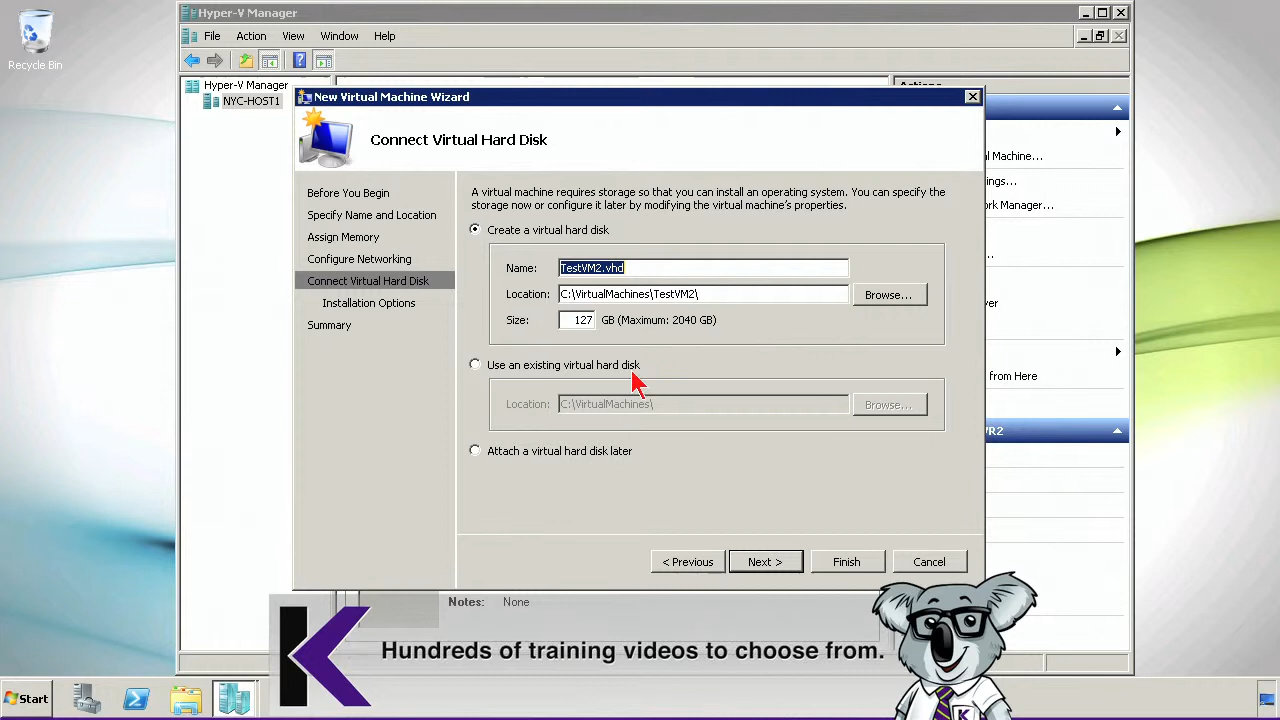 Recycle Bin
Hyper-V Manager
File Action View Window Help
Hyper-V Manager
NYC-HOST1
New Virtual Machine Wizard
Connect Virtual Hard Disk
Before You Begin
Specify Name and Location
Assign Memory
Configure Networking
Connect Virtual Hard Disk
Installation Options
Summary
A virtual machine requires storage so that you can install an operating system. You can specify the
storage now or configure it later by modifying the virtual machine's properties.
Create a virtual hard disk
Name: TestVM2.vhd
Location: C:\VirtualMachines\TestVM2\ Browse...
Size: 127 GB (Maximum: 2040 GB)
Use an existing virtual hard disk
Location: C:\VirtualMachines\ Browse...
Attach a virtual hard disk later
< Previous Next > Finish Cancel
Machine...
ork Manager...
from Here
VR2
Notes: None
K Hundreds of training videos to choose from.
K
Start